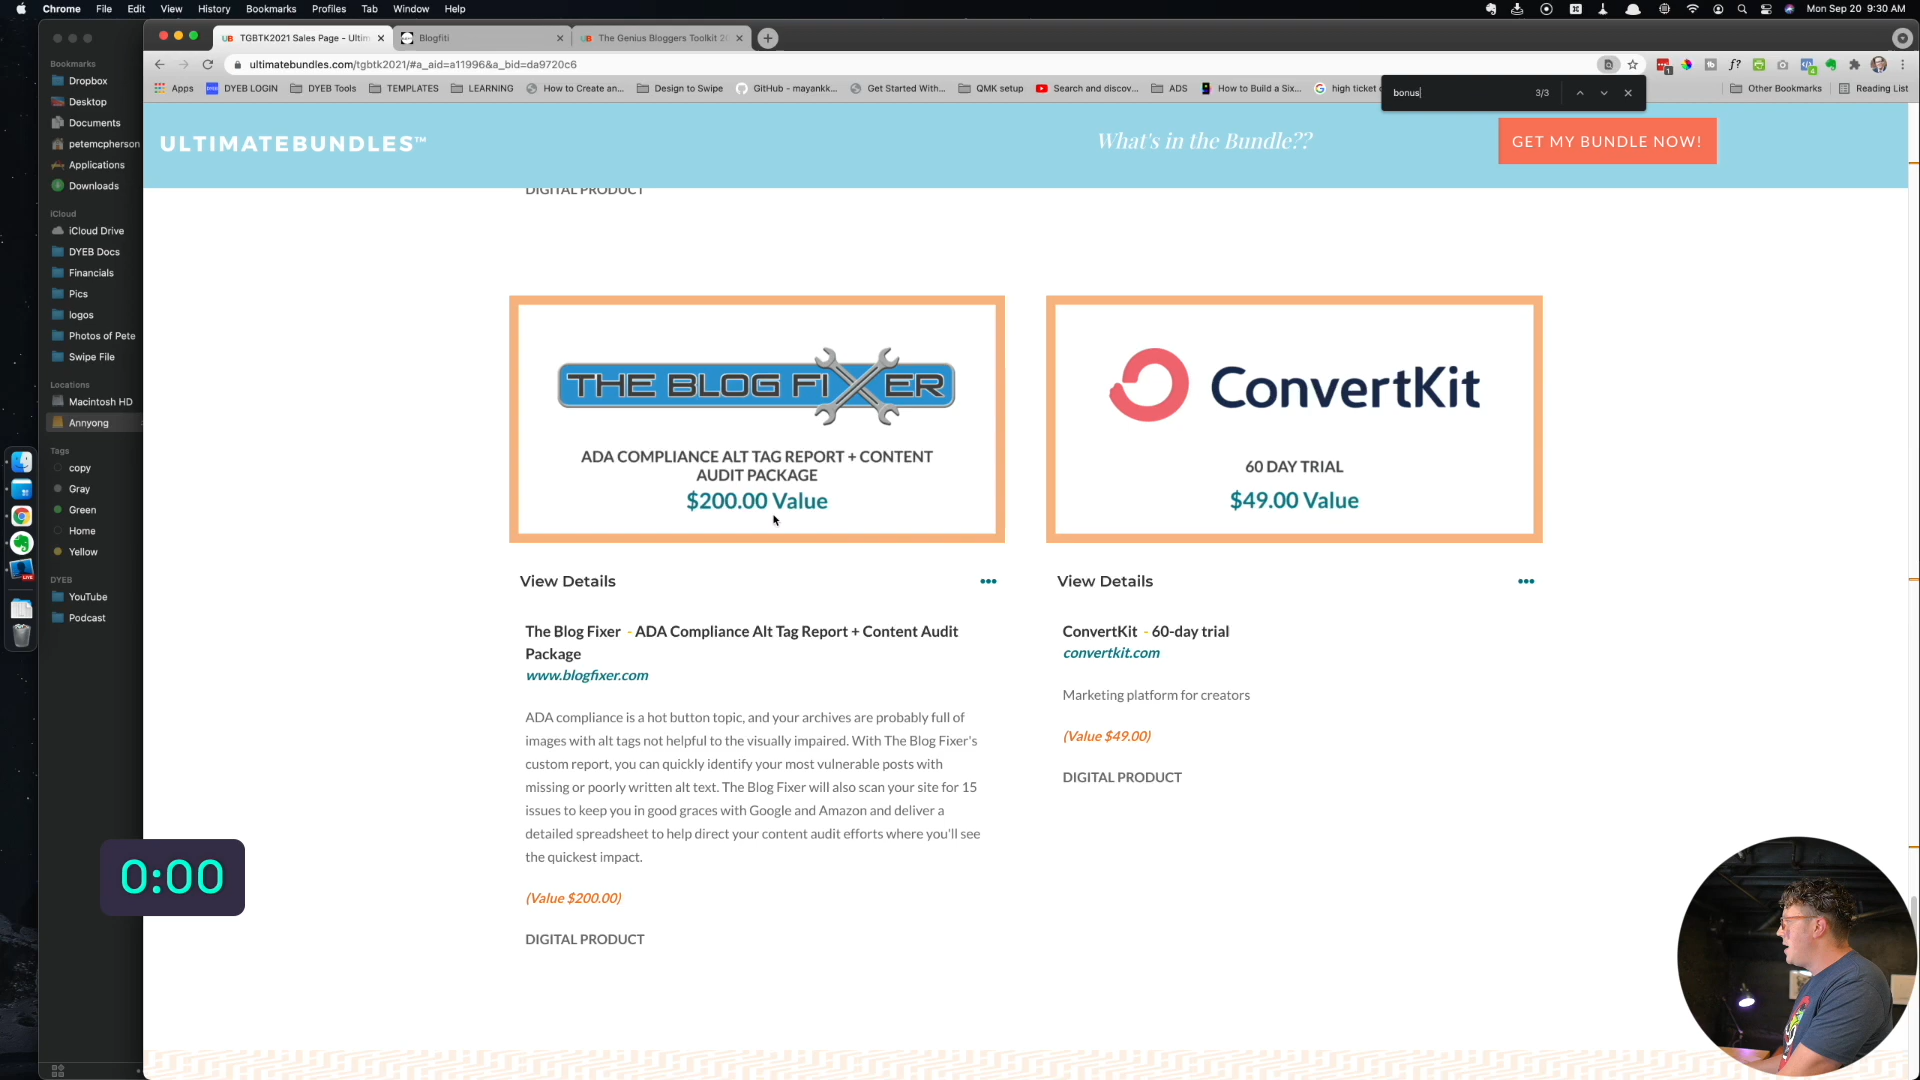 Chrome File Edit View History Bookmarks Profiles Tab Window Help
Mon Sep 20 9:30 AM
TGBTK2021 Sales Page - Ultim
Blogfiti
The Genius Bloggers Toolkit 20
ultimatebundles.com/tgbtk2021/#a_aid=a11996&a_bid=da9720c6
Apps DYEB LOGIN DYEB Tools TEMPLATES LEARNING How to Create an... Design to Swipe GitHub - mayankk... Get Started With... QMK setup Search and discov... ADS How to Build a Six... high ticket c Other Bookmarks Reading List
bonus 3/3
Bookmarks
Dropbox
Desktop
Documents
petemcpherson
Applications
Downloads
iCloud
iCloud Drive
DYEB Docs
Financials
Pics
logos
Photos of Pete
Swipe File
Locations
Macintosh HD
Annyong
Tags
copy
Gray
Green
Home
Yellow
DYEB
YouTube
Podcast
ULTIMATEBUNDLES™
What's in the Bundle??
GET MY BUNDLE NOW!
DIGITAL PRODUCT
THE BLOG FIXER
ADA COMPLIANCE ALT TAG REPORT + CONTENT
AUDIT PACKAGE
$200.00 Value
View Details
The Blog Fixer - ADA Compliance Alt Tag Report + Content Audit
Package
www.blogfixer.com
ADA compliance is a hot button topic, and your archives are probably full of
images with alt tags not helpful to the visually impaired. With The Blog Fixer's
custom report, you can quickly identify your most vulnerable posts with
missing or poorly written alt text. The Blog Fixer will also scan your site for 15
issues to keep you in good graces with Google and Amazon and deliver a
detailed spreadsheet to help direct your content audit efforts where you'll see
the quickest impact.
(Value $200.00)
DIGITAL PRODUCT
ConvertKit
60 DAY TRIAL
$49.00 Value
View Details
ConvertKit - 60-day trial
convertkit.com
Marketing platform for creators
(Value $49.00)
DIGITAL PRODUCT
0:00